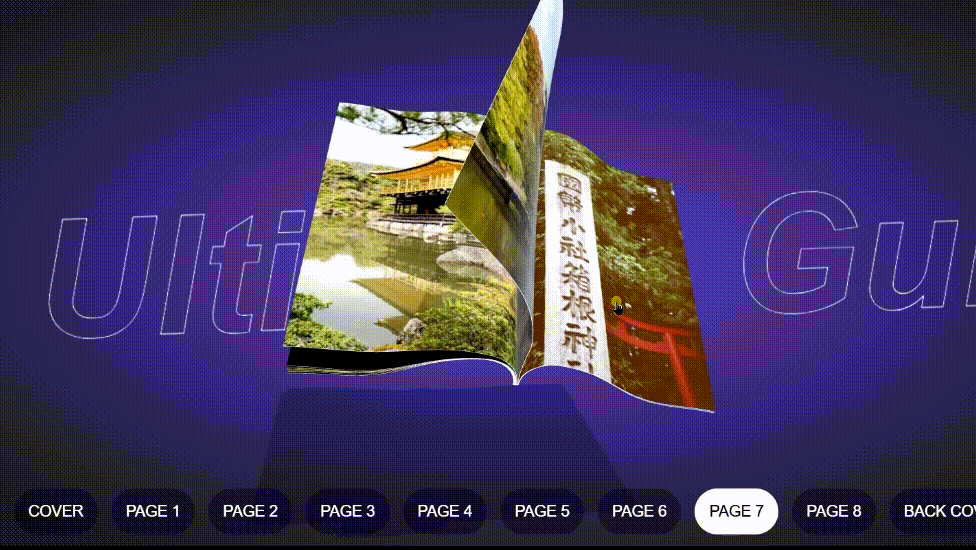 Ulti Gui
國幣小社箱根神
COVER
PAGE 1
PAGE 2
PAGE 3
PAGE 4
PAGE 5
PAGE 6
PAGE 7
PAGE 8
BACK COV